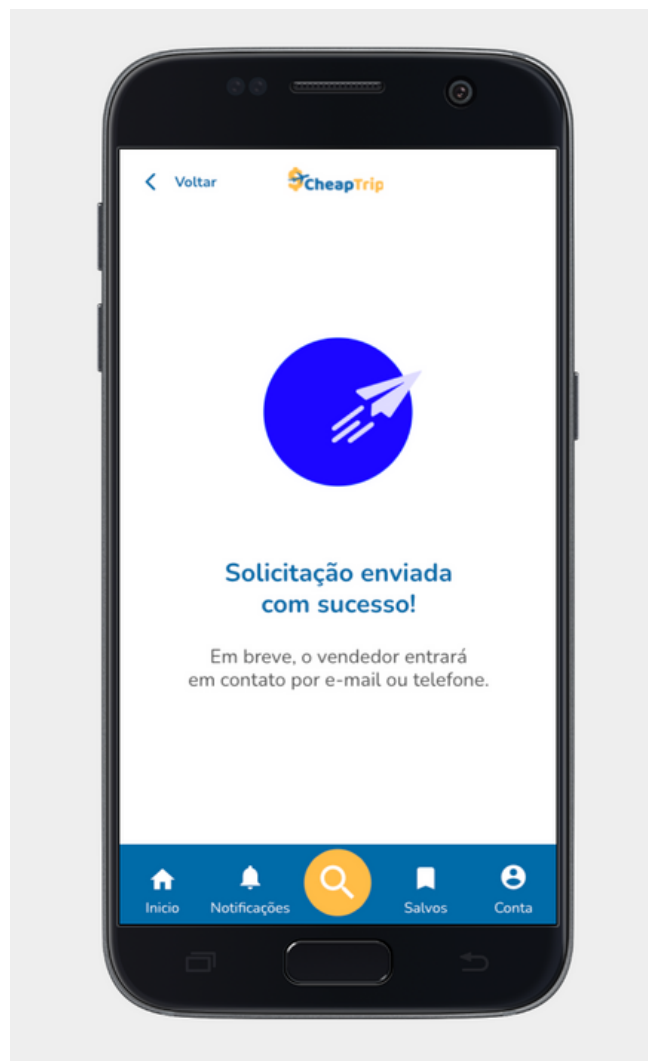 Voltar
CheapTrip
Solicitação enviada
com sucesso!
Em breve, o vendedor entrará
em contato por e-mail ou telefone.
Inicio
Notificações
Salvos
Conta